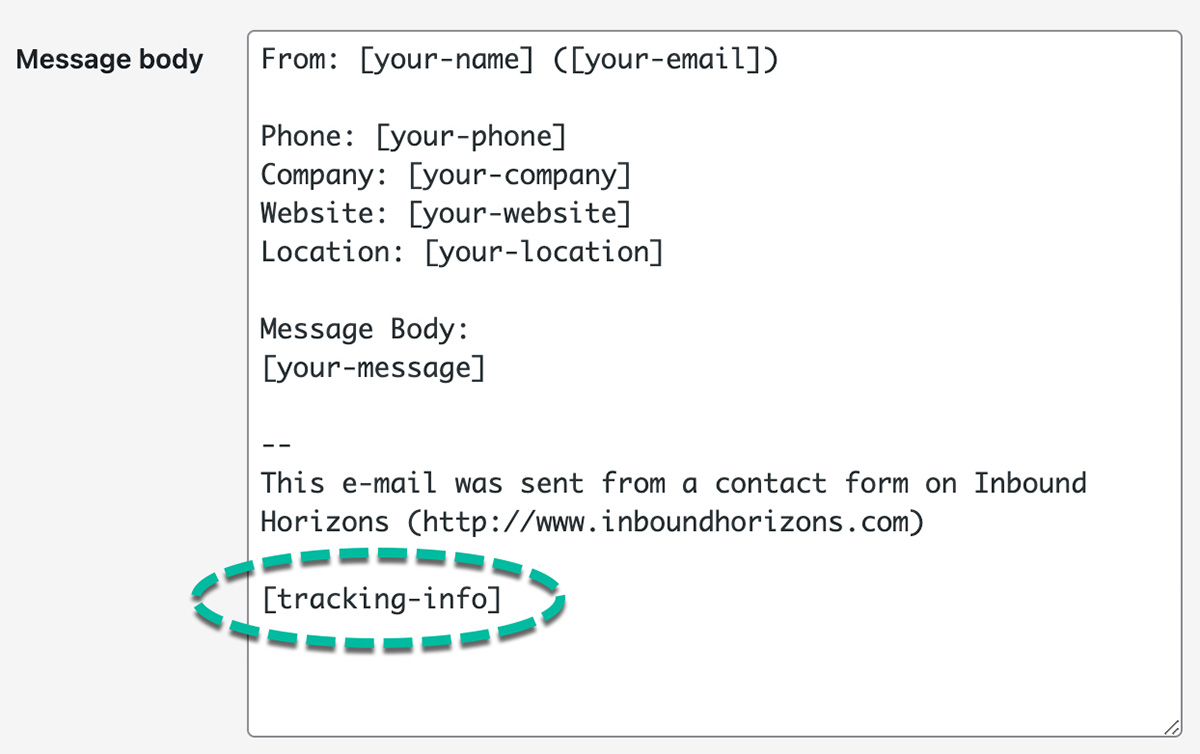 Message body
From: [your-name] ([your-email])
Phone: [your-phone]
Company: [your-company]
Website: [your-website]
Location: [your-location]
Message Body:
[your-message]
--
This e-mail was sent from a contact form on Inbound
Horizons (http://www.inboundhorizons.com)
[tracking-info]